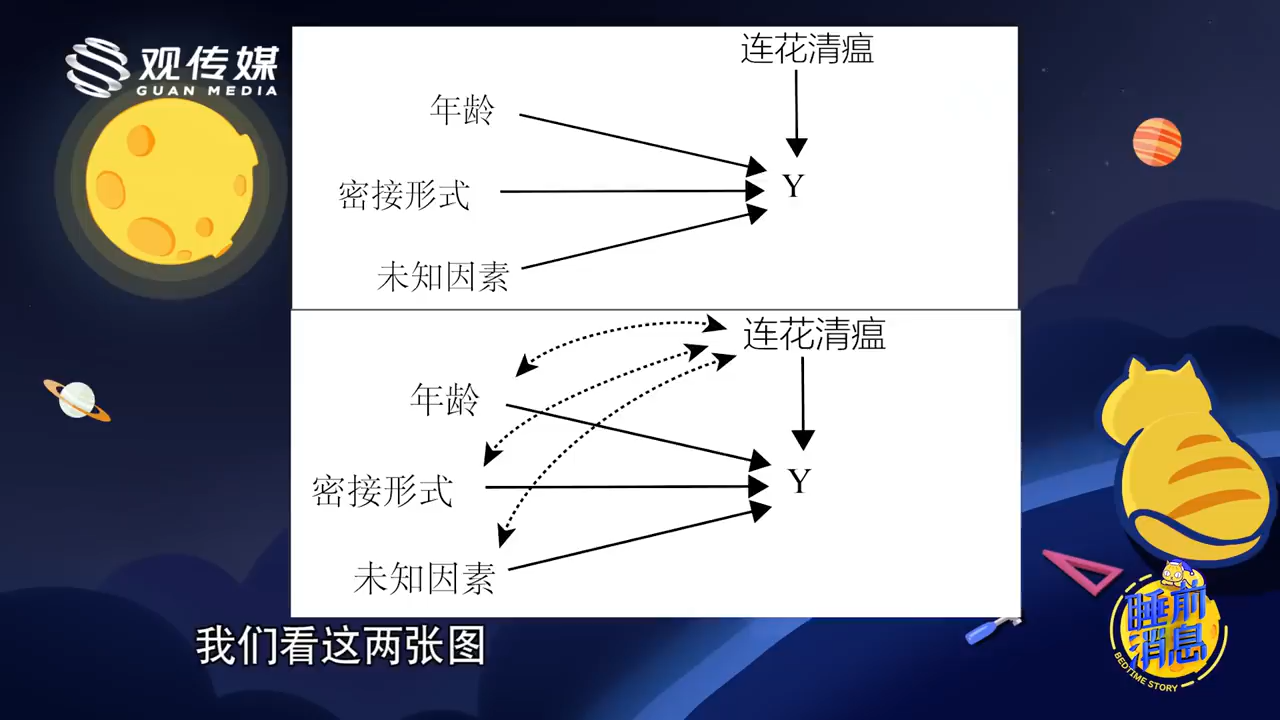 观传媒
GUAN MEDIA
连花清瘟
年龄
密接形式
Y
未知因素
连花清瘟
年龄
密接形式
Y
未知因素
我们看这两张图
睡前
消息
BEDTIME STORY